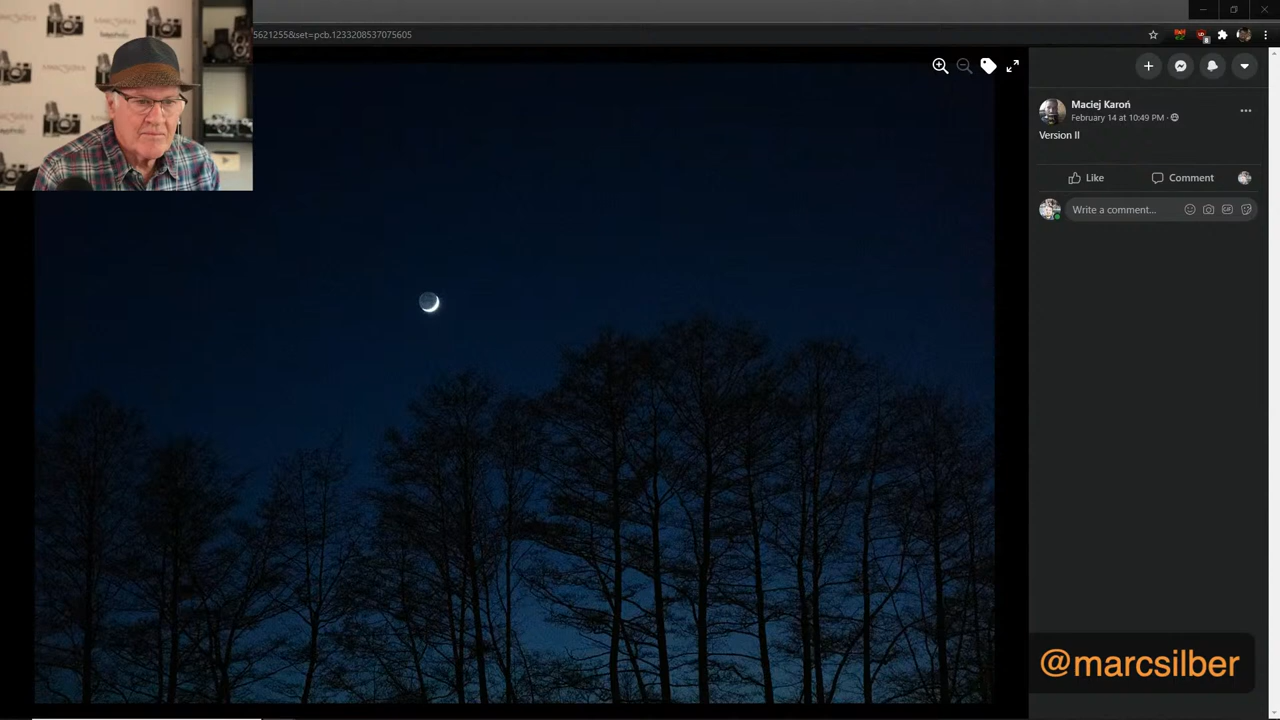 5621255&set=pcb.1233208537075605
Maciej Karoń
February 14 at 10:49 PM ·
Version II
Like
Comment
Write a comment...
@marcsilber